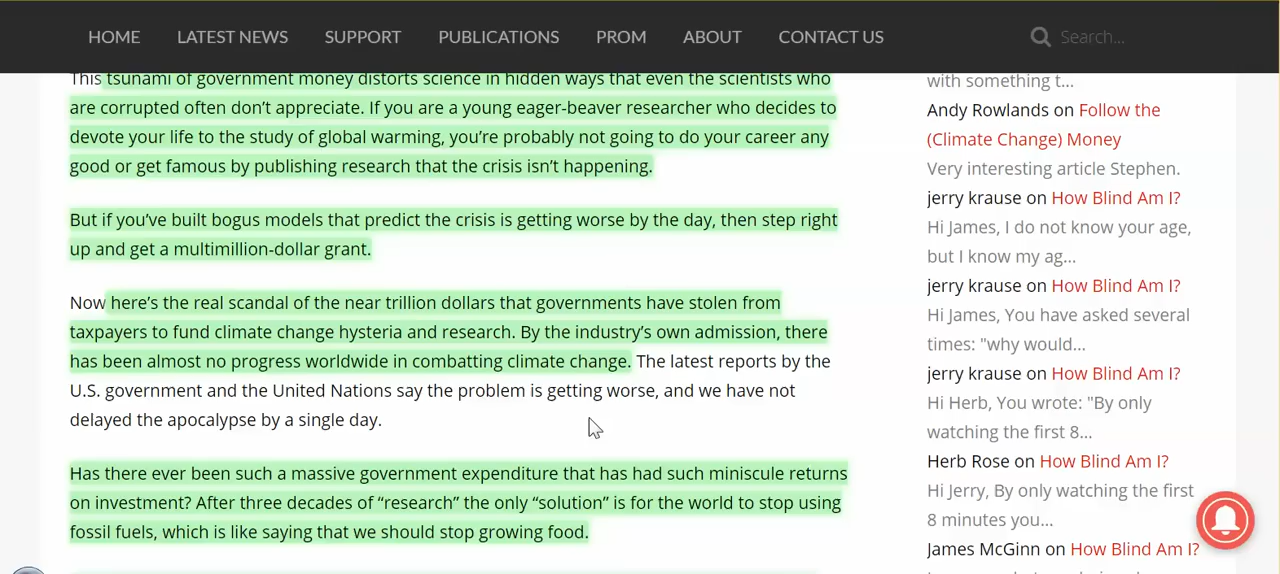 HOME LATEST NEWS SUPPORT PUBLICATIONS PROM ABOUT CONTACT US Search...
This tsunami of government money distorts science in hidden ways that even the scientists who
are corrupted often don’t appreciate. If you are a young eager-beaver researcher who decides to
devote your life to the study of global warming, you’re probably not going to do your career any
good or get famous by publishing research that the crisis isn’t happening.
But if you’ve built bogus models that predict the crisis is getting worse by the day, then step right
up and get a multimillion-dollar grant.
Now here’s the real scandal of the near trillion dollars that governments have stolen from
taxpayers to fund climate change hysteria and research. By the industry’s own admission, there
has been almost no progress worldwide in combatting climate change. The latest reports by the
U.S. government and the United Nations say the problem is getting worse, and we have not
delayed the apocalypse by a single day.
Has there ever been such a massive government expenditure that has had such miniscule returns
on investment? After three decades of “research” the only “solution” is for the world to stop using
fossil fuels, which is like saying that we should stop growing food.
with something t...
Andy Rowlands on Follow the
(Climate Change) Money
Very interesting article Stephen.
jerry krause on How Blind Am I?
Hi James, I do not know your age,
but I know my ag...
jerry krause on How Blind Am I?
Hi James, You have asked several
times: "why would...
jerry krause on How Blind Am I?
Hi Herb, You wrote: "By only
watching the first 8...
Herb Rose on How Blind Am I?
Hi Jerry, By only watching the first
8 minutes you...
James McGinn on How Blind Am I?